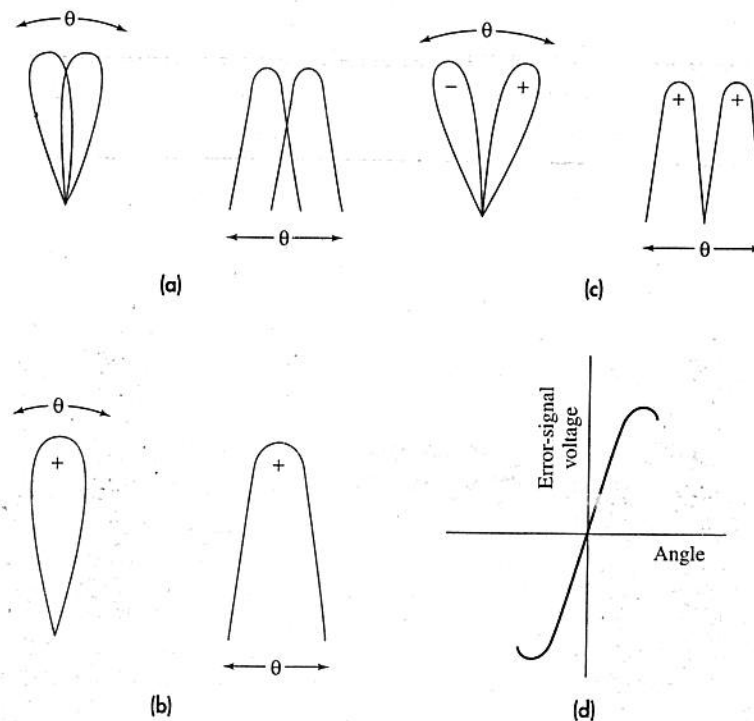 θ
θ
(a)
θ
- +
+ +
θ
(c)
θ
+
+
θ
(b)
Error-signal
voltage
Angle
(d)